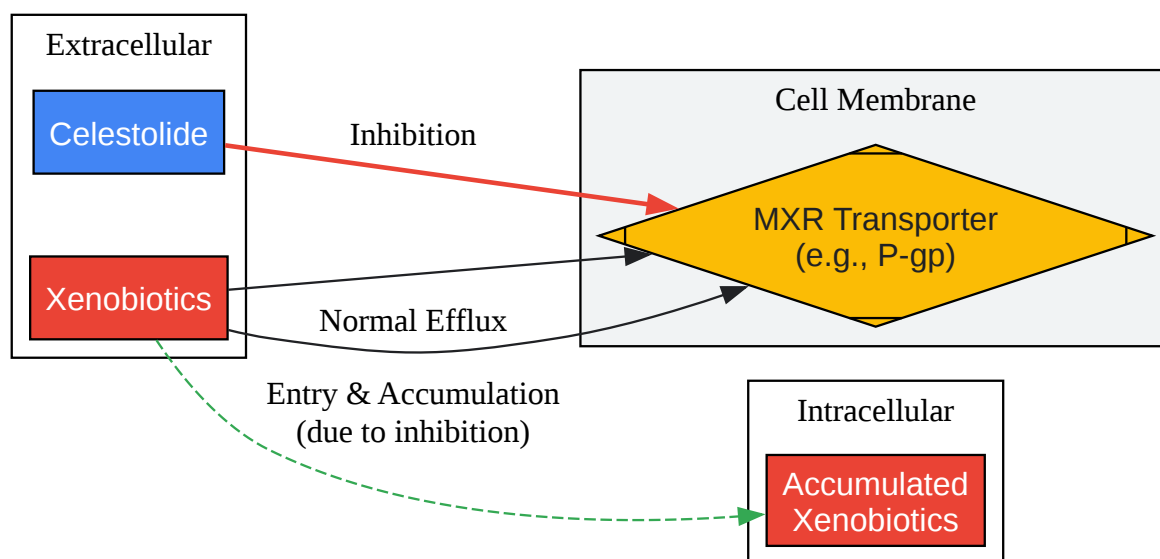 Extracellular
Celestolide
Inhibition
Cell Membrane
MXR Transporter
(e.g., P-gp)
Xenobiotics
Normal Efflux
Entry & Accumulation
(due to inhibition)
Intracellular
Accumulated
Xenobiotics